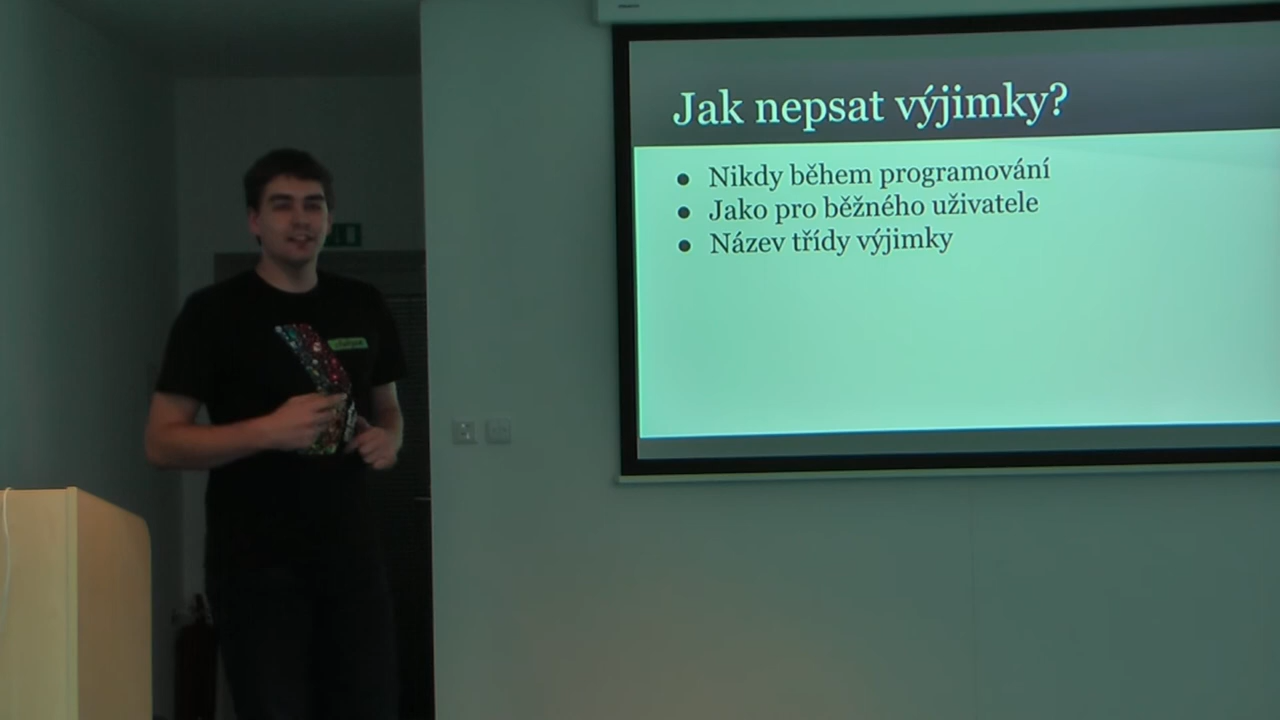 Jak nepsat výjimky?
Nikdy během programování
Jako pro běžného uživatele
Název třídy výjimky